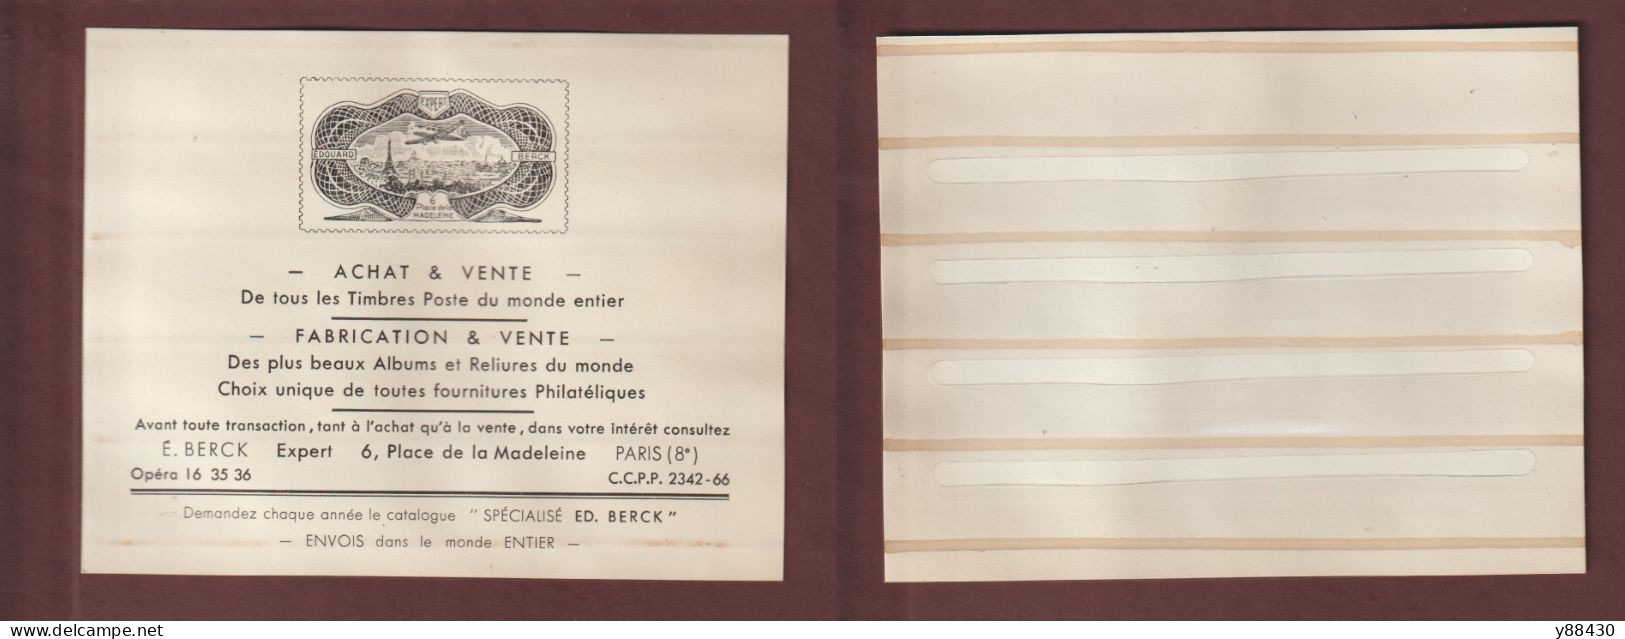 EXPERT
ÉDOUARD BERCK
6
Place de la
MADELEINE
— ACHAT & VENTE —
De tous les Timbres Poste du monde entier
— FABRICATION & VENTE —
Des plus beaux Albums et Reliures du monde
Choix unique de toutes fournitures Philatéliques
Avant toute transaction, tant à l'achat qu'à la vente, dans votre intérêt consultez
É. BERCK Expert 6, Place de la Madeleine PARIS (8e)
Opéra 16 35 36 C.C.P.P. 2342-66
Demandez chaque année le catalogue " SPÉCIALISÉ ED. BERCK "
— ENVOIS dans le monde ENTIER —
delcampe.net
y88430